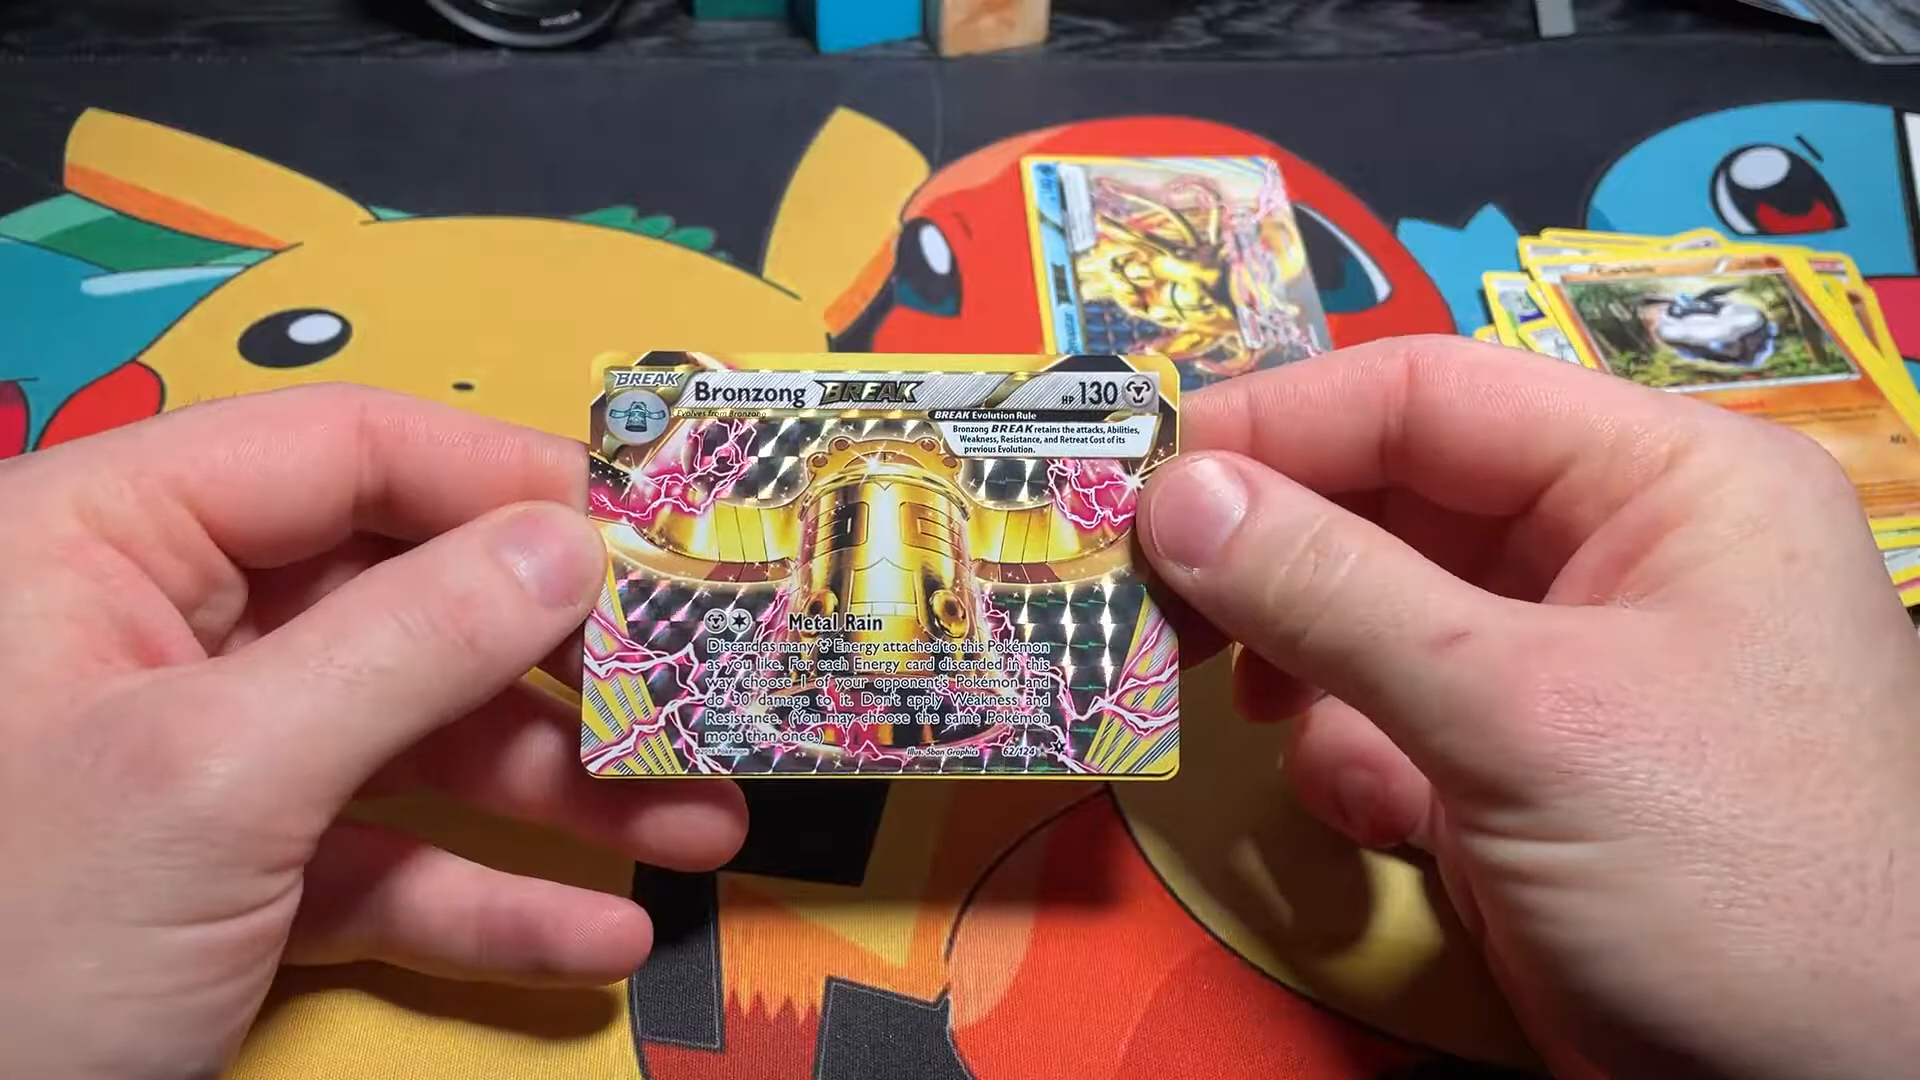 BREAK
Bronzong BREAK HP 130
Evolves from Bronzong
BREAK Evolution Rule
Bronzong BREAK retains the attacks, Abilities,
Weakness, Resistance, and Retreat Cost of its
previous Evolution.
Metal Rain
Discard as many Energy attached to this Pokémon
as you like. For each Energy card discarded in this
way, choose 1 of your opponent's Pokémon and
do 30 damage to it. Don't apply Weakness and
Resistance. (You may choose the same Pokémon
more than once.)
©2016 Pokémon Illus. 5ban Graphics 62/124